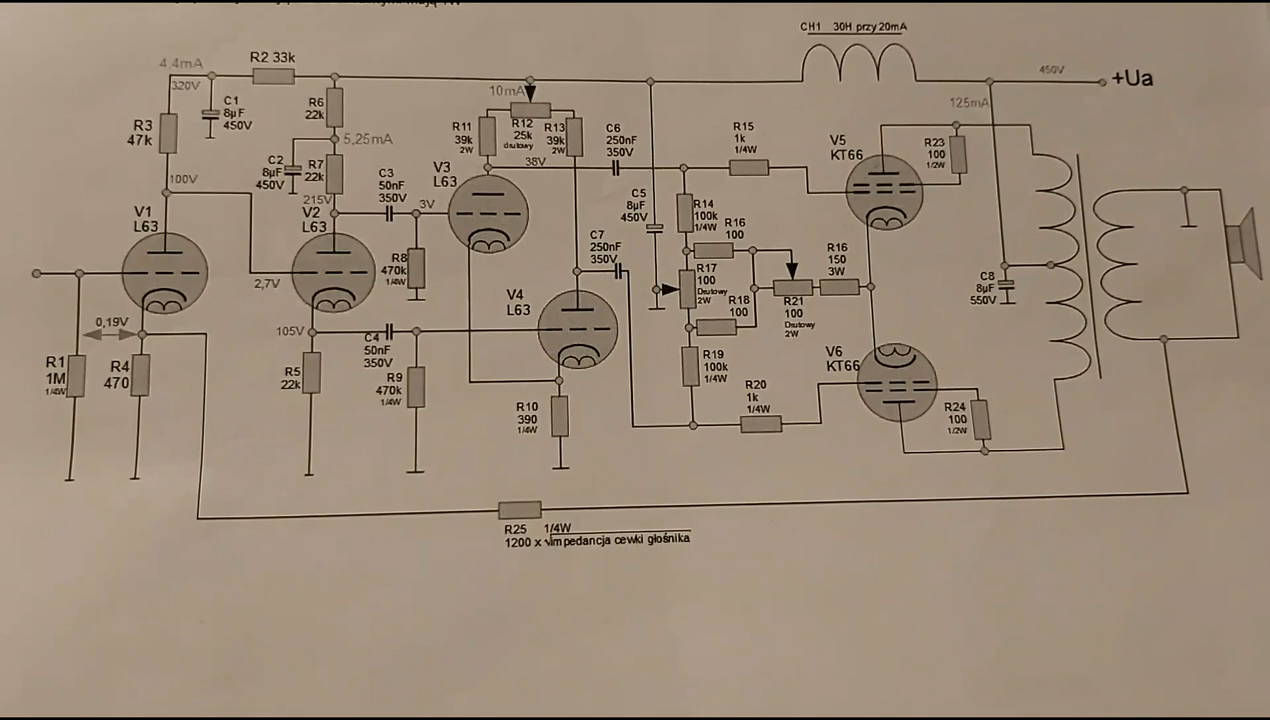 CH1 30H przy 20mA
4,4mA
R2 33k
320V
450V
+Ua
10mA
125mA
C1
8µF
450V
R6
22k
R3
47k
5,25mA
R11
39k
2W
R12
25k
Drutowy
R13
39k
2W
C6
250nF
350V
R15
1k
1/4W
V5
KT66
R23
100
1/2W
C2
8µF
450V
R7
22k
38V
V3
L63
100V
C3
50nF
350V
215V
3V
C5
8µF
450V
R14
100k
1/4W
V1
L63
V2
L63
R16
100
C7
250nF
350V
R16
150
3W
R8
470k
1/4W
2,7V
R17
100
Drutowy
2W
C8
8µF
550V
V4
L63
R18
100
R21
100
Drutowy
2W
0,19V
105V
C4
50nF
350V
R1
1M
1/4W
R4
470
R5
22k
R9
470k
1/4W
R19
100k
1/4W
V6
KT66
R20
1k
1/4W
R10
390
1/4W
R24
100
1/2W
R25 1/4W
1200 x √impedancja cewki głośnika